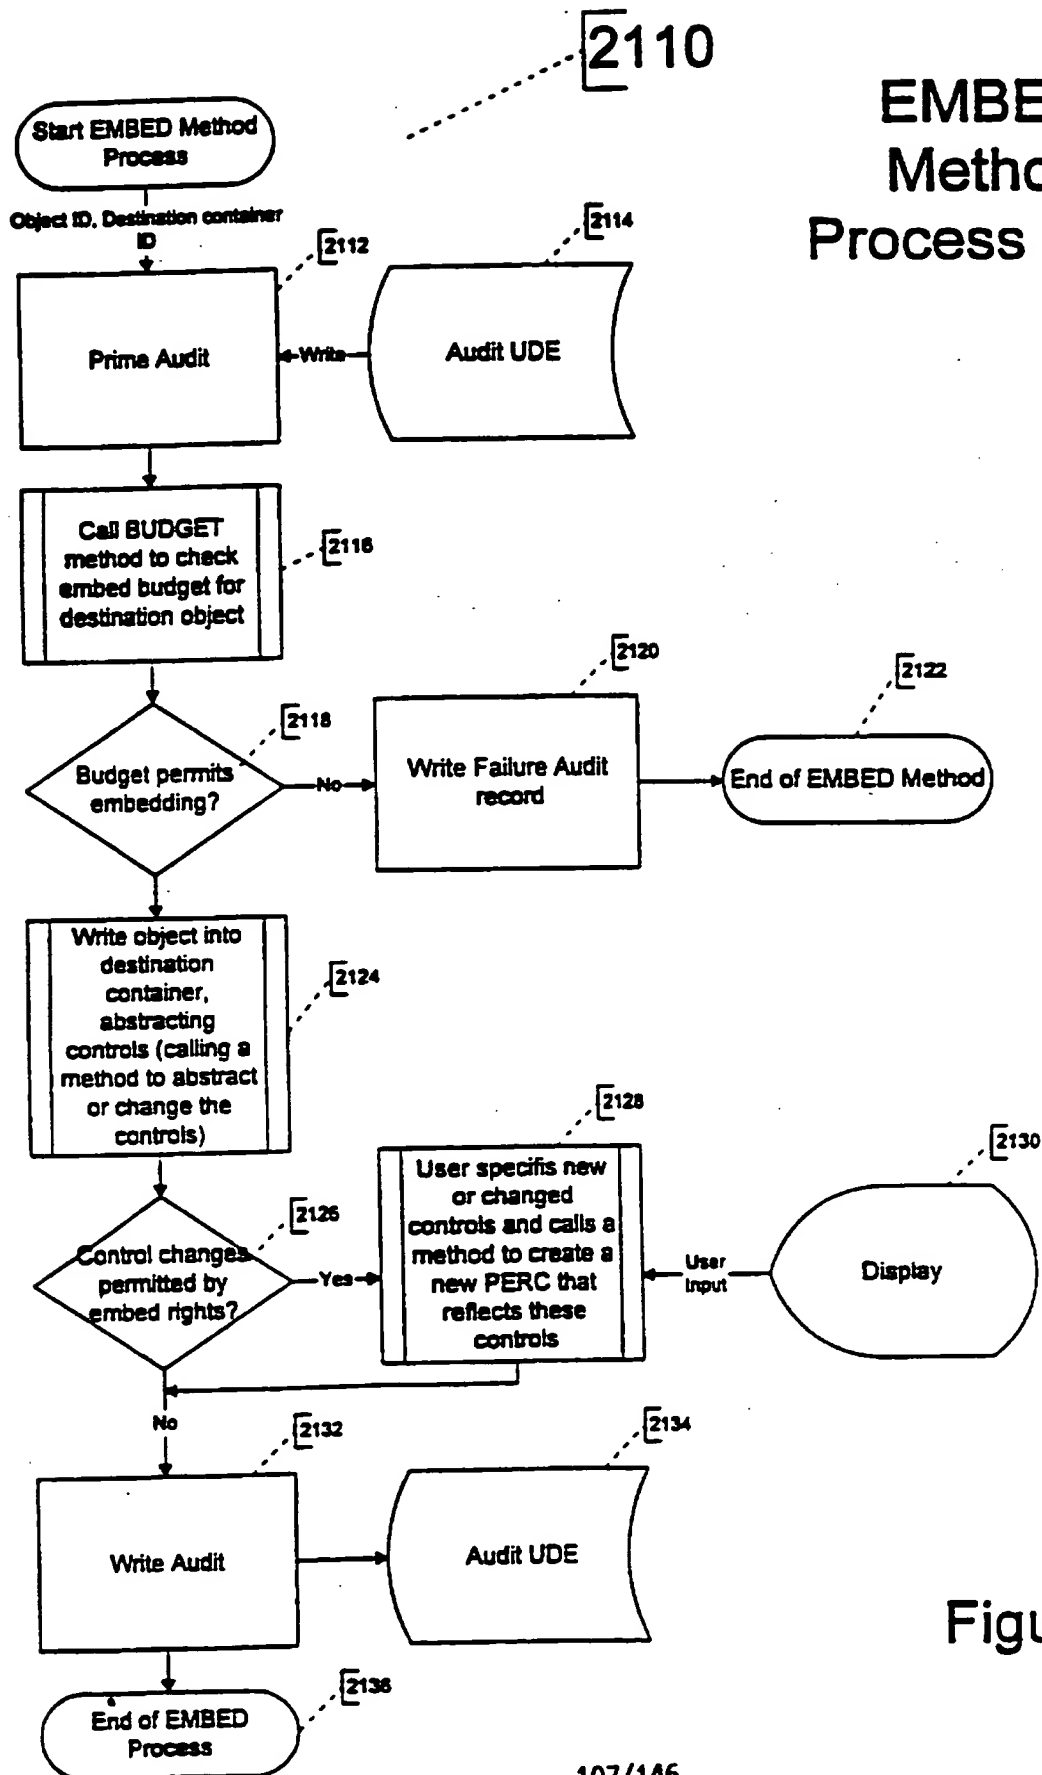 2110
EMBE
Metho
Process
Start EMBED Method
Process
Object ID, Destination container
ID
2112
2114
Prime Audit
Write
Audit UDE
Call BUDGET
method to check
embed budget for
destination object
2116
2118
Budget permits
embedding?
No
2120
Write Failure Audit
record
2122
End of EMBED Method
Write object into
destination
container,
abstracting
controls (calling a
method to abstract
or change the
controls)
2124
2126
Control changes
permitted by
embed rights?
Yes
2128
User specifis new
or changed
controls and calls a
method to create a
new PERC that
reflects these
controls
User
Input
2130
Display
No
2132
2134
Write Audit
Audit UDE
Figu
2136
End of EMBED
Process
107/146